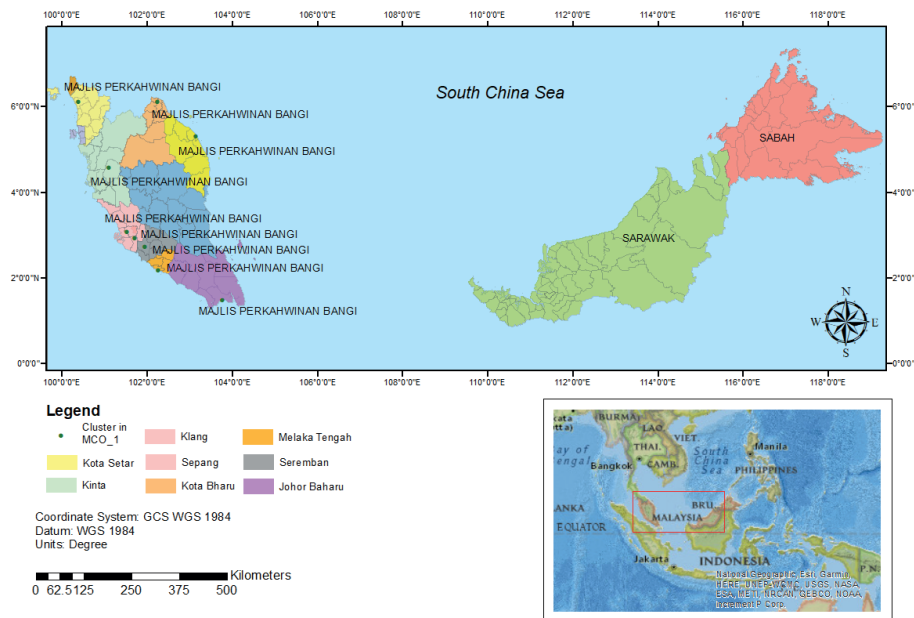 100°0'0" 102°0'0" 104°0'0" 106°0'0" 108°0'0" 110°0'0" 112°0'0" 114°0'0" 116°0'0" 118°0'0"
MAJLIS PERKAHWINAN BANGI
6°0'0"N 6°0'0"N
South China Sea
MAJLIS PERKAHWINAN BANGI
SABAH
MAJLIS PERKAHWINAN BANGI
MAJLIS PERKAHWINAN BANGI
4°0'0"N 4°0'0"N
MAJLIS PERKAHWINAN BANGI
MAJLIS PERKAHWINAN BANGI
SARAWAK
MAJLIS PERKAHWINAN BANGI
MAJLIS PERKAHWINAN BANGI
2°0'0"N 2°0'0"N
MAJLIS PERKAHWINAN BANGI
N
W E
S
0°0'0" 0°0'0"
100°0'0" 102°0'0" 104°0'0" 106°0'0" 108°0'0" 110°0'0" 112°0'0" 114°0'0" 116°0'0" 118°0'0"
Legend
Cluster in
MCO_1
Klang
Melaka Tengah
Kota Setar
Sepang
Seremban
Kinta
Kota Bharu
Johor Baharu
Coordinate System: GCS WGS 1984
Datum: WGS 1984
Units: Degree
Kilometers
0 62.5125 250 375 500
(BURMA)
LAO.
THAI.
VIET.
South
China
Sea
Manila
Bangkok
CAMB.
PHILIPPINES
BRU.
MALAYSIA
ANKA
EQUATOR
INDONESIA
Jakarta
P.N.
National Geographic, Esri, Garmin,
HERE, UNEP-WCMC, USGS, NASA,
ESA, METI, NRCAN, GEBCO, NOAA,
Increment P Corp.